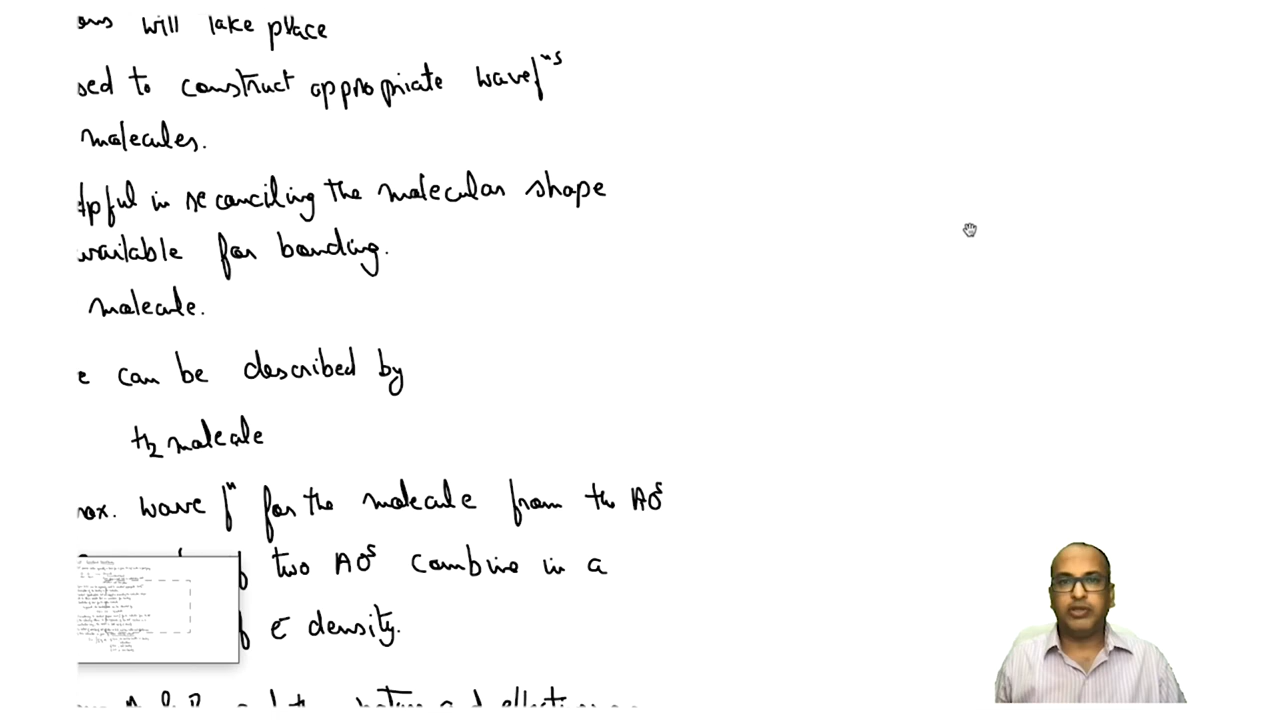 ons will take place
sed to construct appropriate wavefⁿˢ
molecules.
lpful in reconciling the molecular shape
vailable for bonding.
molecule.
e can be described by
H₂ molecule
rox. wave fⁿ for the molecule from the AOˢ
two AOˢ combine in a
f e⁻ density.